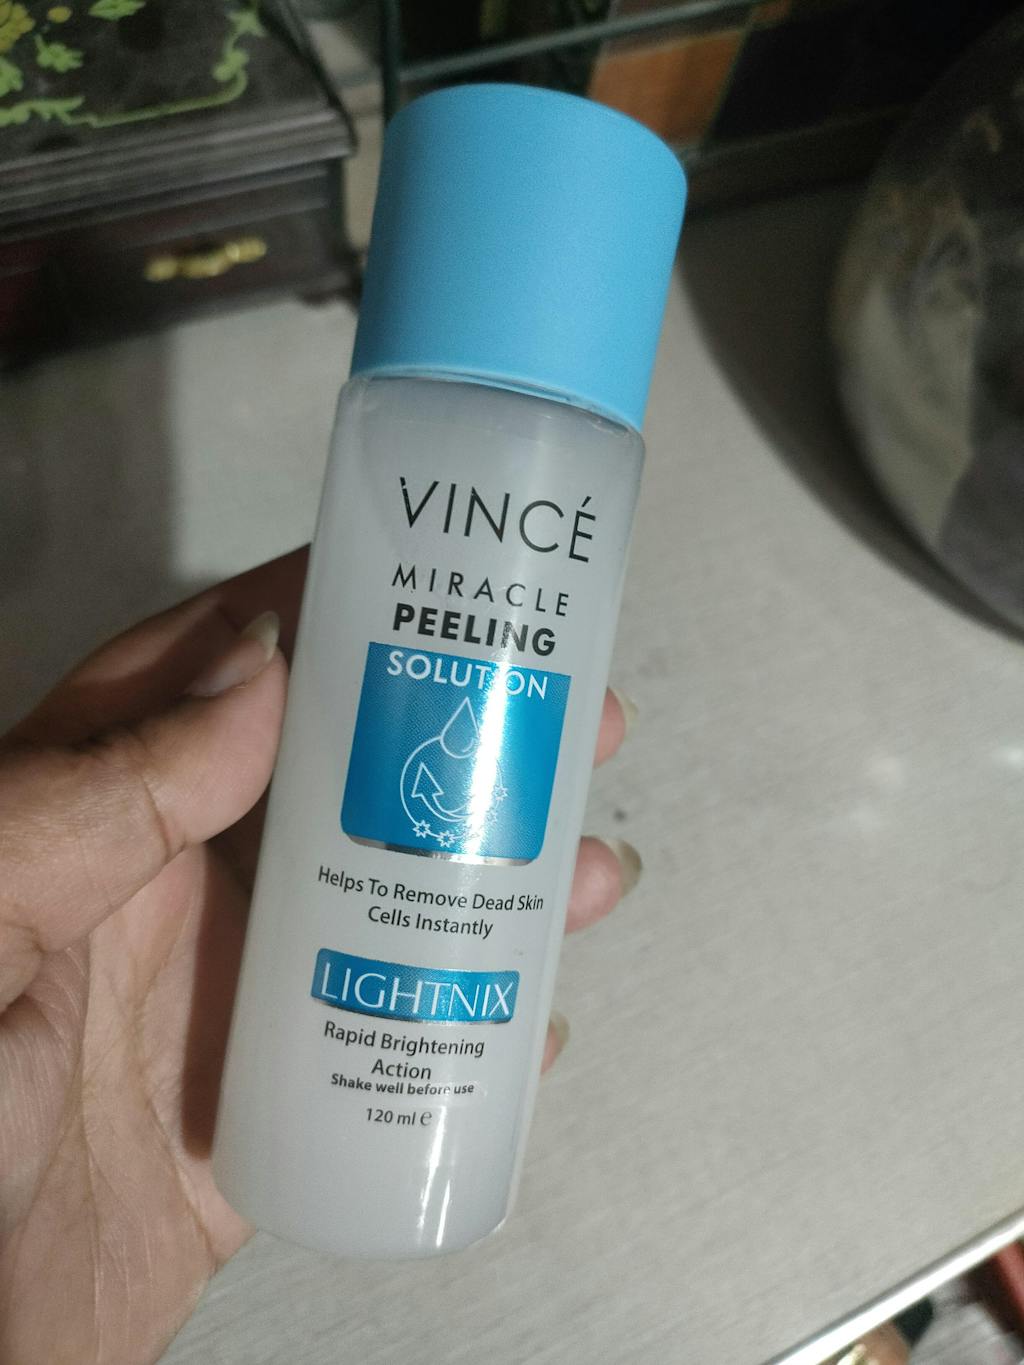 VINCÉ
MIRACLE
PEELING
SOLUTION
Helps To Remove Dead Skin
Cells Instantly
LIGHTNIX
Rapid Brightening
Action
Shake well before use
120 ml ℮